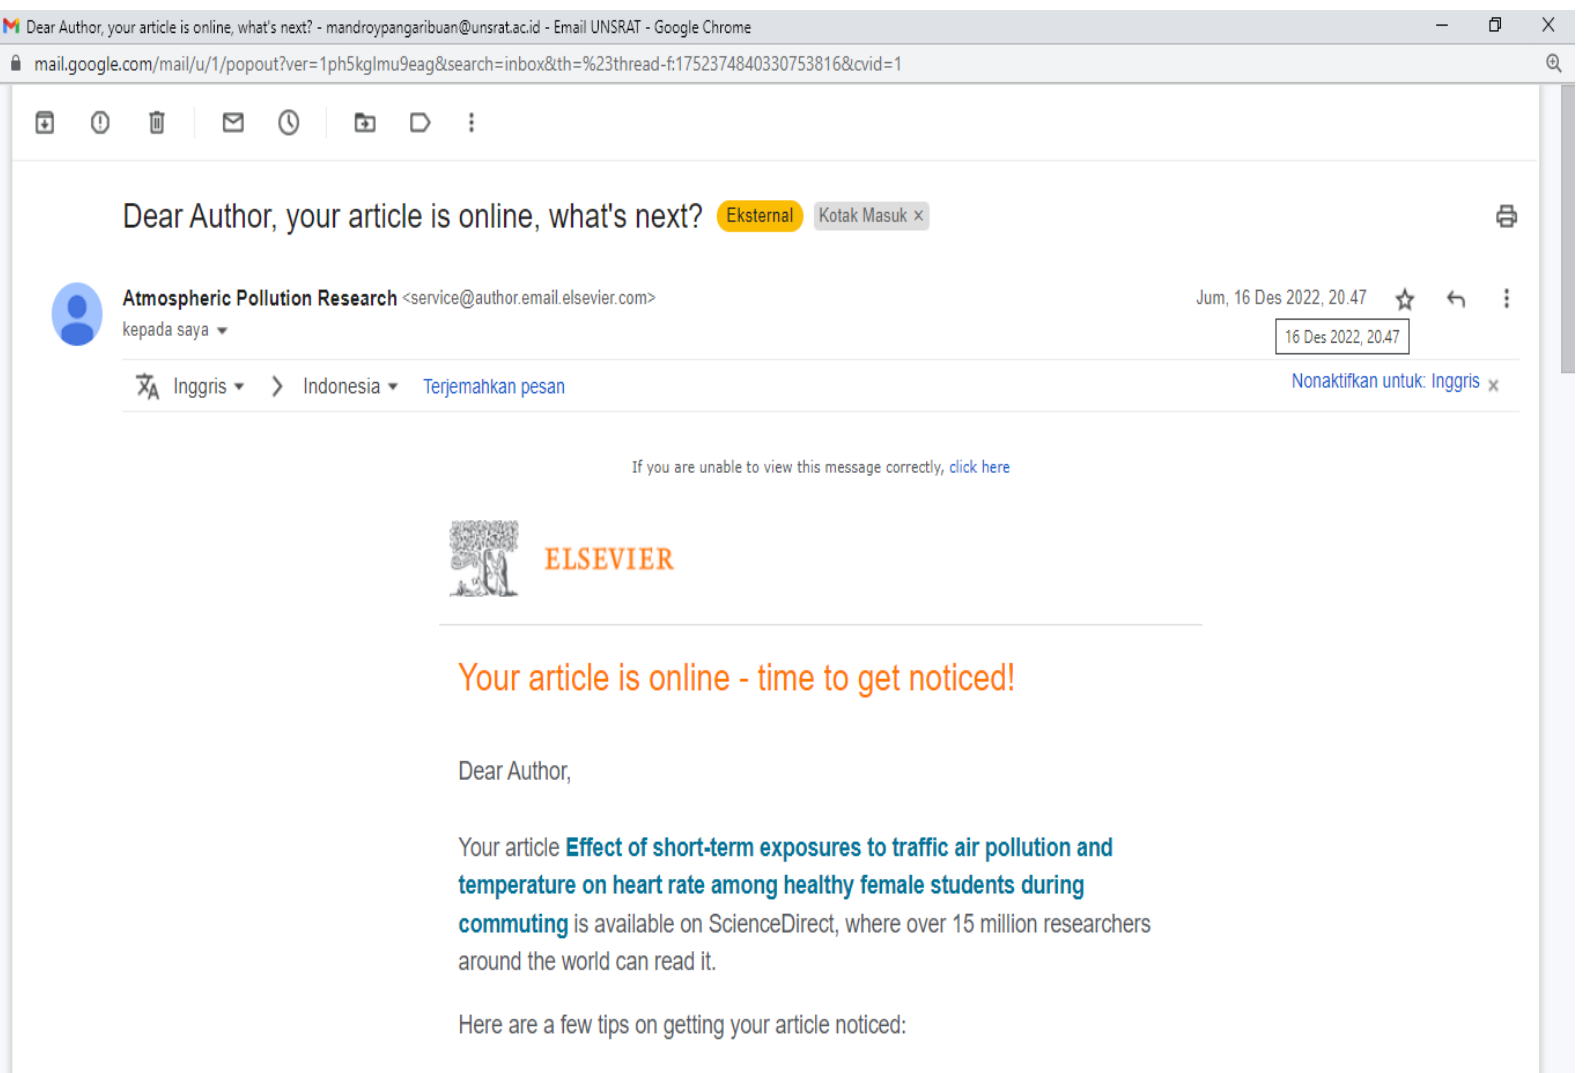 Dear Author, your article is online, what's next? - mandroypangaribuan@unsrat.ac.id - Email UNSRAT - Google Chrome
mail.google.com/mail/u/1/popout?ver=1ph5kglmu9eag&search=inbox&th=%23thread-f:1752374840330753816&cvid=1
Dear Author, your article is online, what's next? Eksternal Kotak Masuk ×
Atmospheric Pollution Research <service@author.email.elsevier.com> Jum, 16 Des 2022, 20.47
kepada saya
16 Des 2022, 20.47
Inggris > Indonesia Terjemahkan pesan Nonaktifkan untuk: Inggris ×
If you are unable to view this message correctly, click here
ELSEVIER
Your article is online - time to get noticed!
Dear Author,
Your article Effect of short-term exposures to traffic air pollution and
temperature on heart rate among healthy female students during
commuting is available on ScienceDirect, where over 15 million researchers
around the world can read it.
Here are a few tips on getting your article noticed: